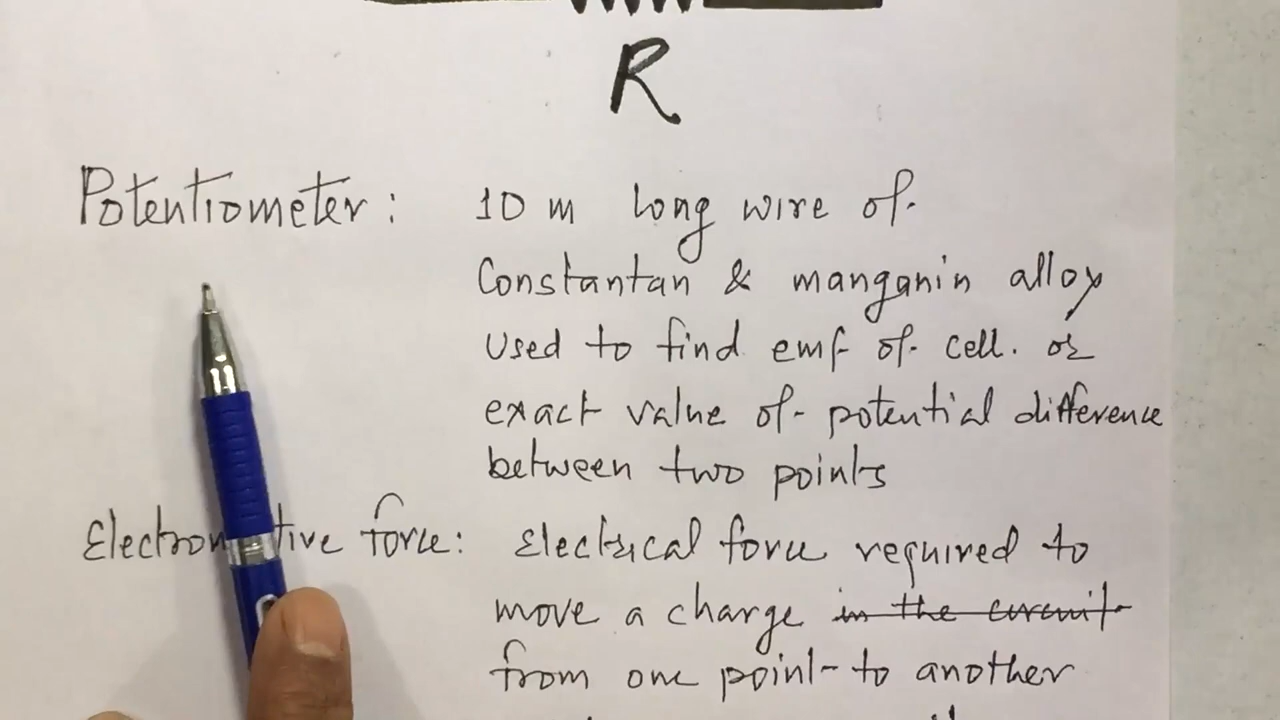 R
Potentiometer : 10 m long wire of
Constantan & manganin alloy
used to find emf of cell. or
exact value of potential difference
between two points
tive force : Electrical force required to
move a charge in the circuit
from one point to another